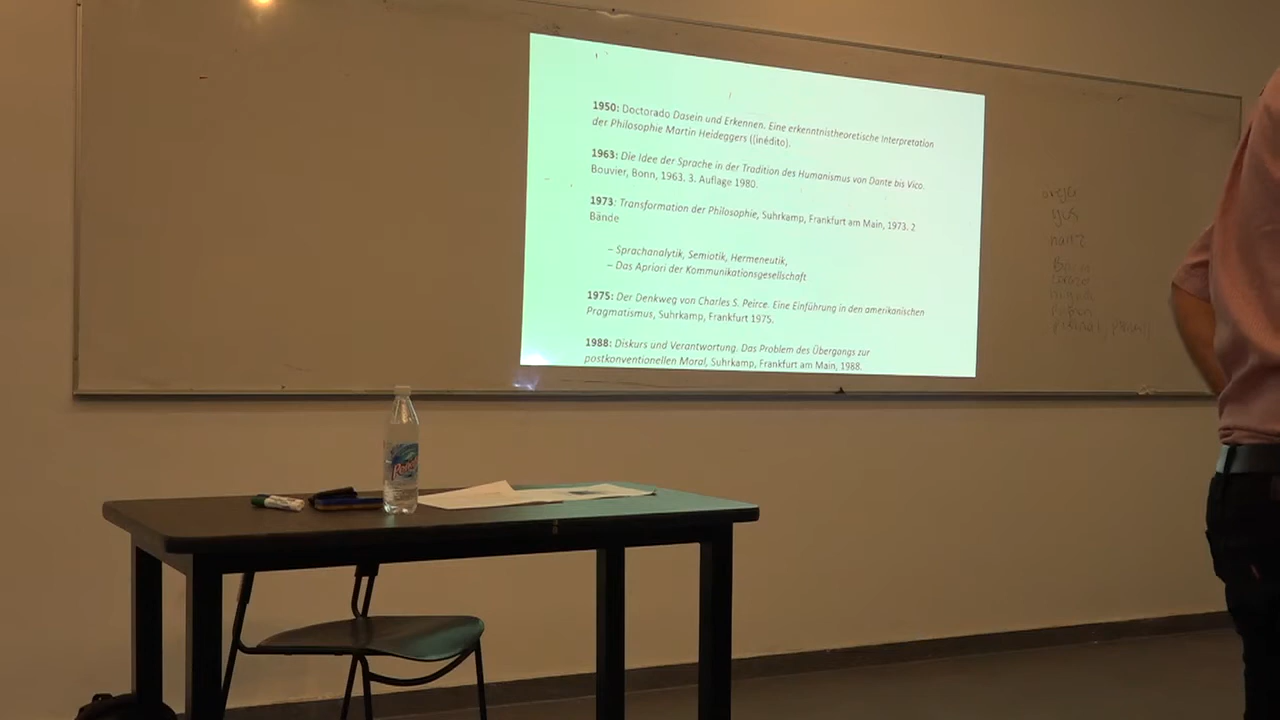 1950: Doctorado Dasein und Erkennen. Eine erkenntnistheoretische Interpretation
der Philosophie Martin Heideggers ((inédito).
1963: Die Idee der Sprache in der Tradition des Humanismus von Dante bis Vico.
Bouvier, Bonn, 1963. 3. Auflage 1980.
1973: Transformation der Philosophie, Suhrkamp, Frankfurt am Main, 1973. 2
Bände
– Sprachanalytik, Semiotik, Hermeneutik,
– Das Apriori der Kommunikationsgesellschaft
1975: Der Denkweg von Charles S. Peirce. Eine Einführung in den amerikanischen
Pragmatismus, Suhrkamp, Frankfurt 1975.
1988: Diskurs und Verantwortung. Das Problem des Übergangs zur
postkonventionellen Moral, Suhrkamp, Frankfurt am Main, 1988.